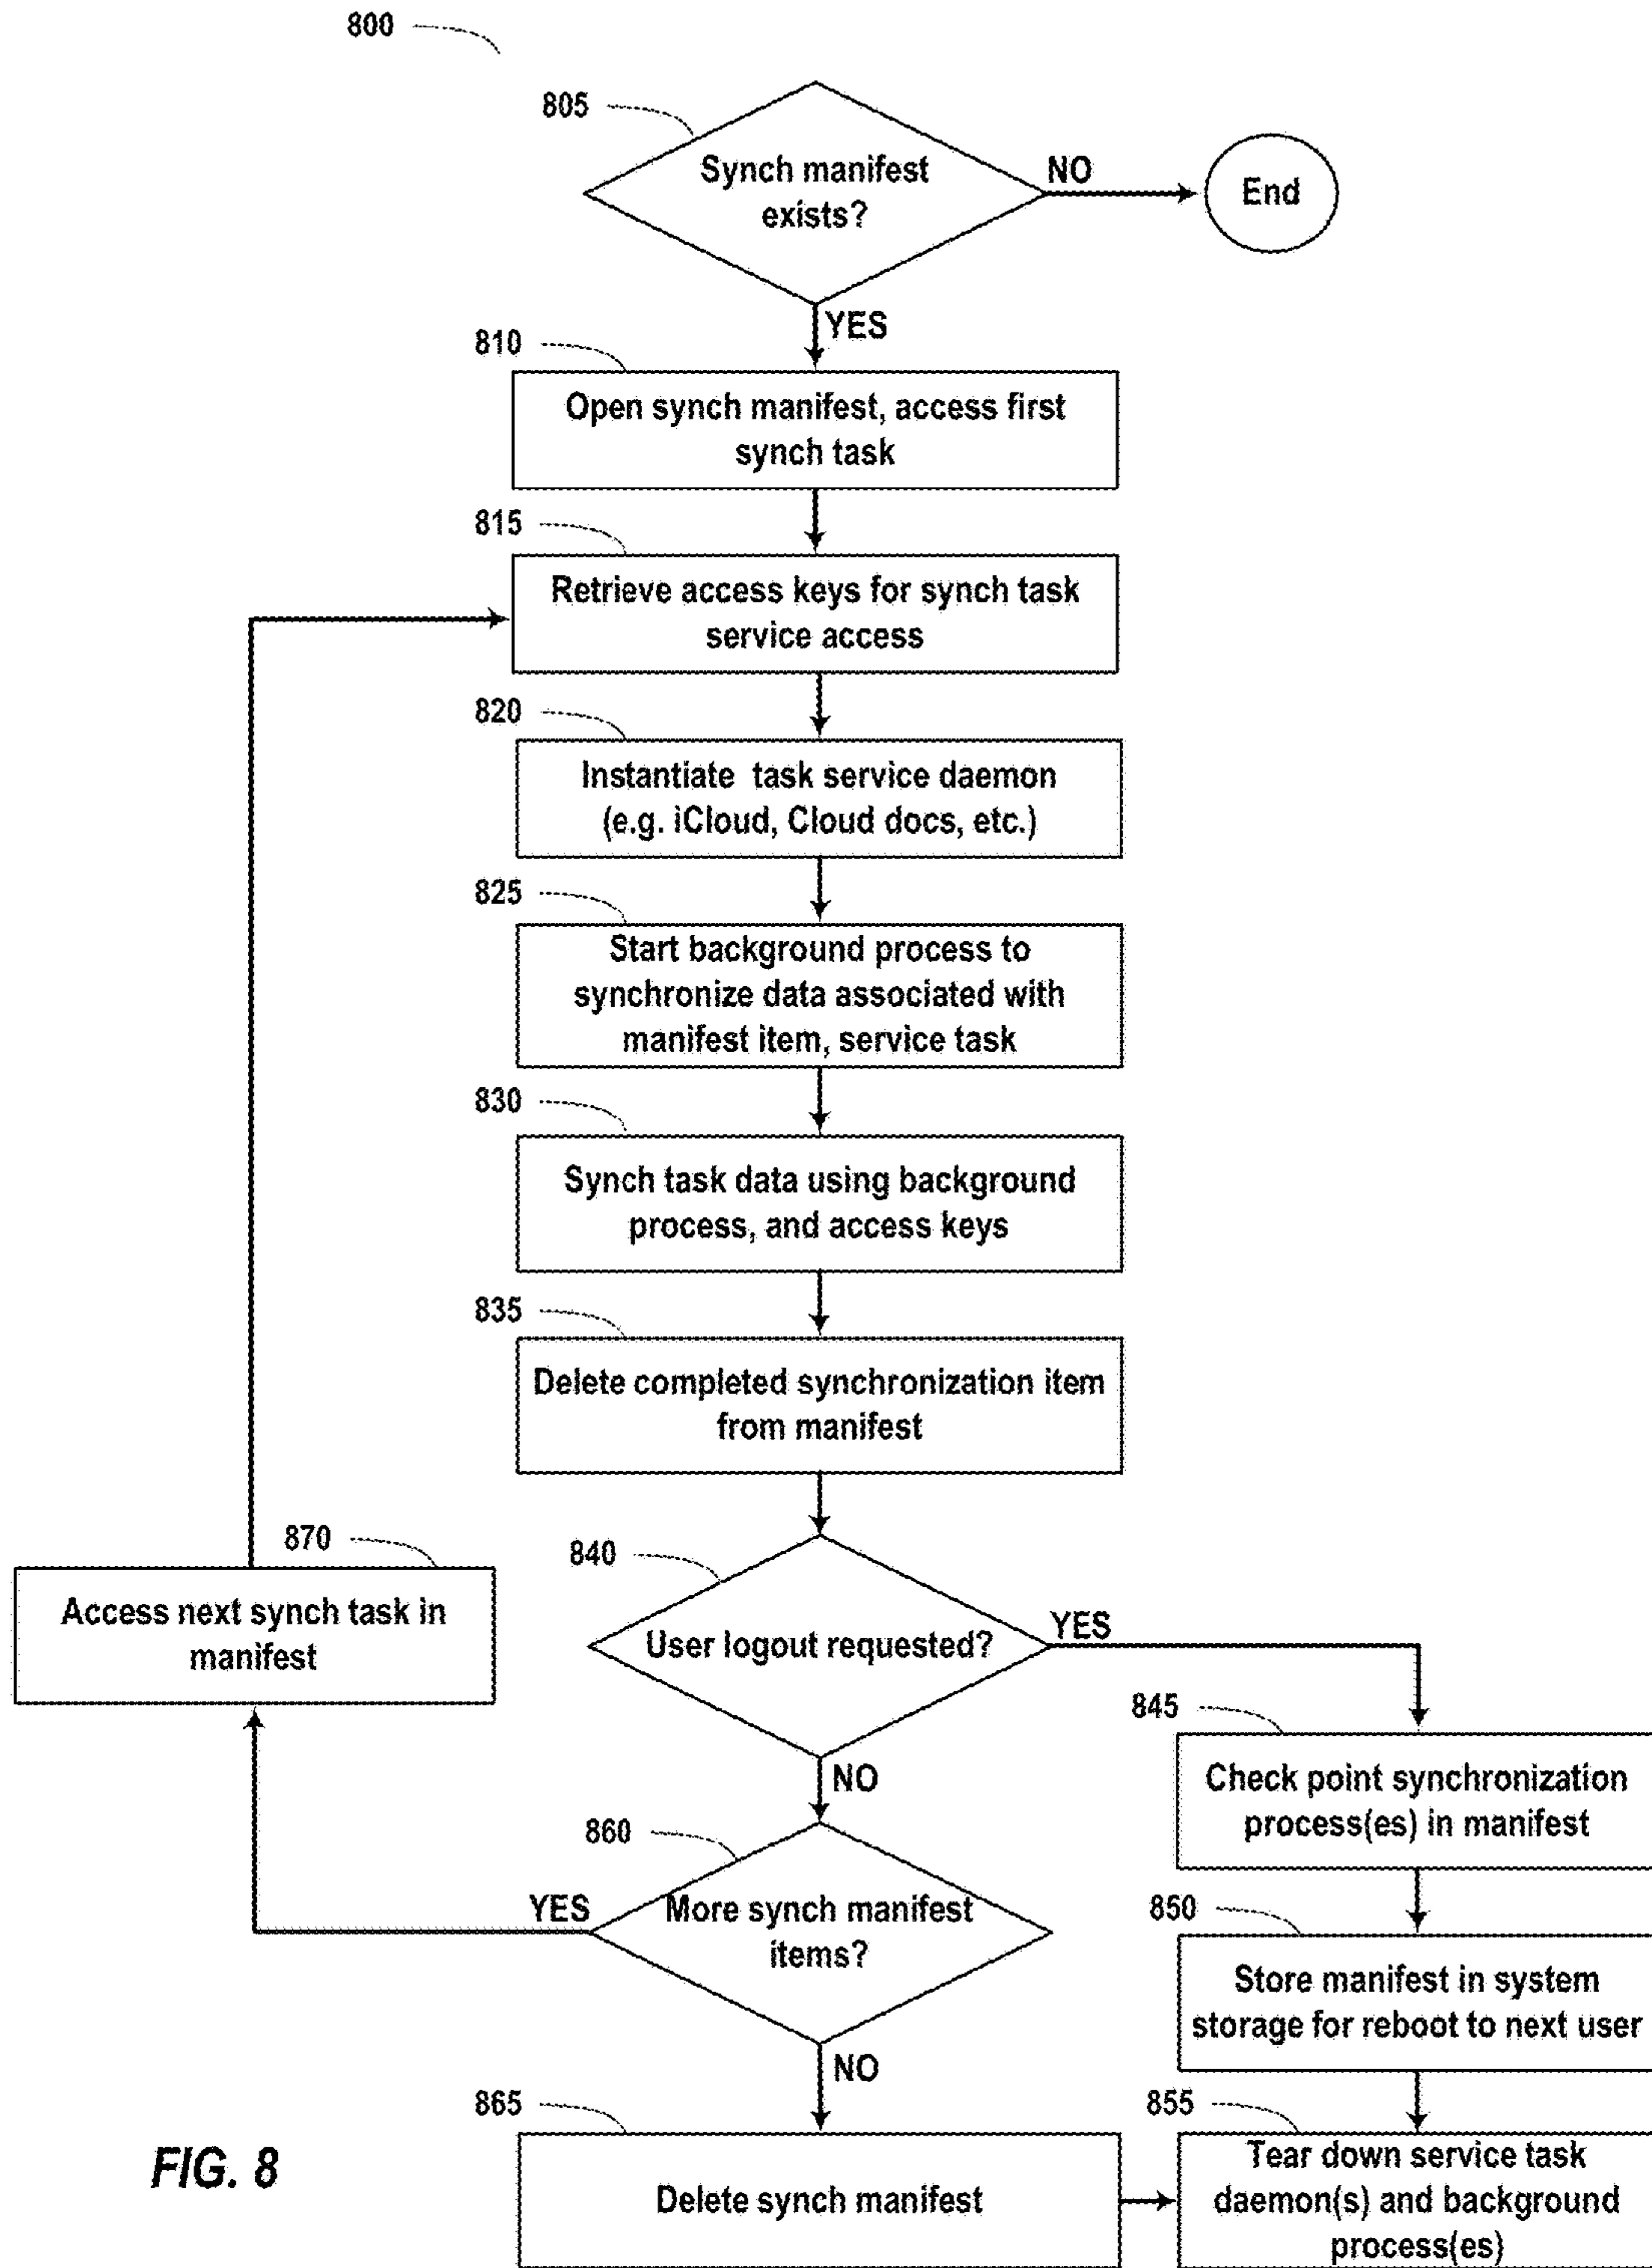 800
805
Synch manifest
exists?
NO
End
YES
810
Open synch manifest, access first
synch task
815
Retrieve access keys for synch task
service access
820
Instantiate task service daemon
(e.g. iCloud, Cloud docs, etc.)
825
Start background process to
synchronize data associated with
manifest item, service task
830
Synch task data using background
process, and access keys
835
Delete completed synchronization item
from manifest
870
Access next synch task in
manifest
840
User logout requested?
YES
NO
845
Check point synchronization
process(es) in manifest
860
More synch manifest
items?
YES
NO
850
Store manifest in system
storage for reboot to next user
865
Delete synch manifest
855
Tear down service task
daemon(s) and background
process(es)
FIG. 8